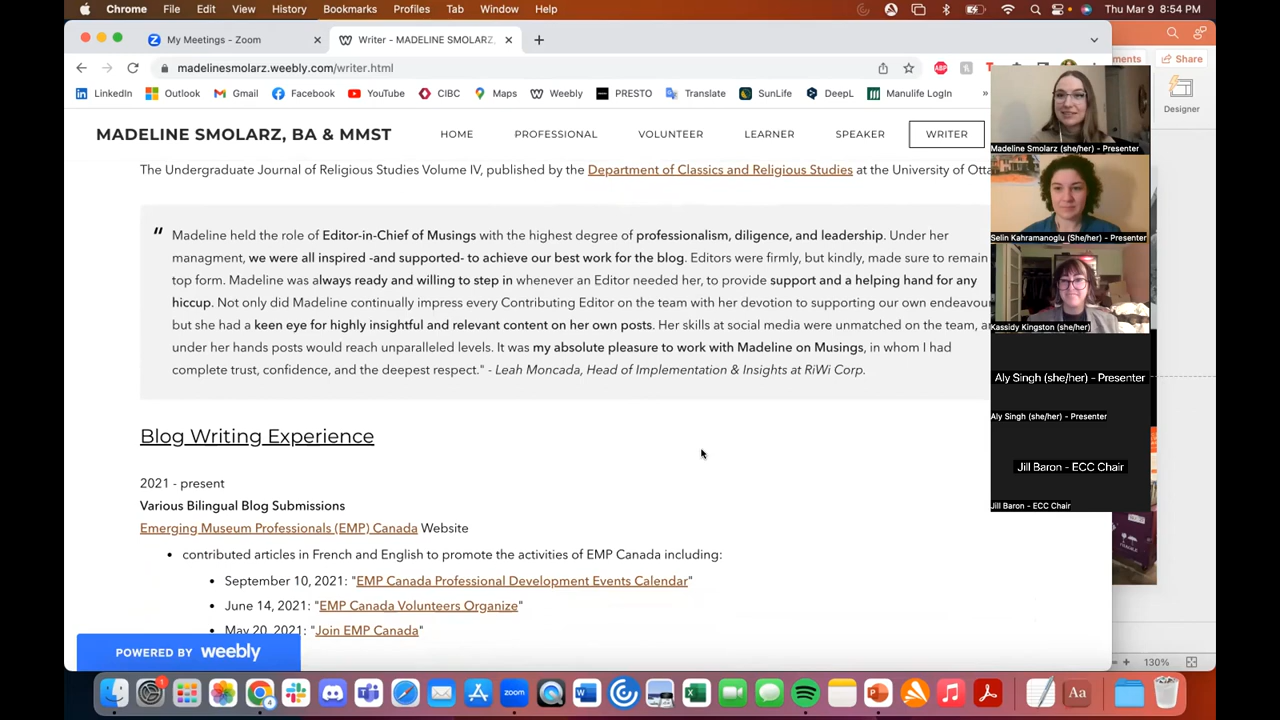 Chrome File Edit View History Bookmarks Profiles Tab Window Help Thu Mar 9 8:54 PM
My Meetings - Zoom
Writer - MADELINE SMOLARZ,
madelinesmolarz.weebly.com/writer.html
ABP
ments
Share
LinkedIn Outlook Gmail Facebook YouTube CIBC Maps Weebly PRESTO Translate SunLife DeepL Manulife LogIn »
Designer
MADELINE SMOLARZ, BA & MMST
HOME PROFESSIONAL VOLUNTEER LEARNER SPEAKER WRITER
Madeline Smolarz (she/her) - Presenter
The Undergraduate Journal of Religious Studies Volume IV, published by the Department of Classics and Religious Studies at the University of Otta
“ Madeline held the role of Editor-in-Chief of Musings with the highest degree of professionalism, diligence, and leadership. Under her
managment, we were all inspired -and supported- to achieve our best work for the blog. Editors were firmly, but kindly, made sure to remain
top form. Madeline was always ready and willing to step in whenever an Editor needed her, to provide support and a helping hand for any
hiccup. Not only did Madeline continually impress every Contributing Editor on the team with her devotion to supporting our own endeavou
but she had a keen eye for highly insightful and relevant content on her own posts. Her skills at social media were unmatched on the team, a
under her hands posts would reach unparalleled levels. It was my absolute pleasure to work with Madeline on Musings, in whom I had
complete trust, confidence, and the deepest respect." - Leah Moncada, Head of Implementation & Insights at RiWi Corp.
Selin Kahramanoglu (She/her) - Presenter
Kassidy Kingston (she/her)
Aly Singh (she/her) - Presenter
Aly Singh (she/her) - Presenter
Jill Baron - ECC Chair
Jill Baron - ECC Chair
Blog Writing Experience
2021 - present
Various Bilingual Blog Submissions
Emerging Museum Professionals (EMP) Canada Website
• contributed articles in French and English to promote the activities of EMP Canada including:
• September 10, 2021: "EMP Canada Professional Development Events Calendar"
• June 14, 2021: "EMP Canada Volunteers Organize"
• May 20, 2021: "Join EMP Canada"
POWERED BY weebly
130%
1
4
zoom
Aa